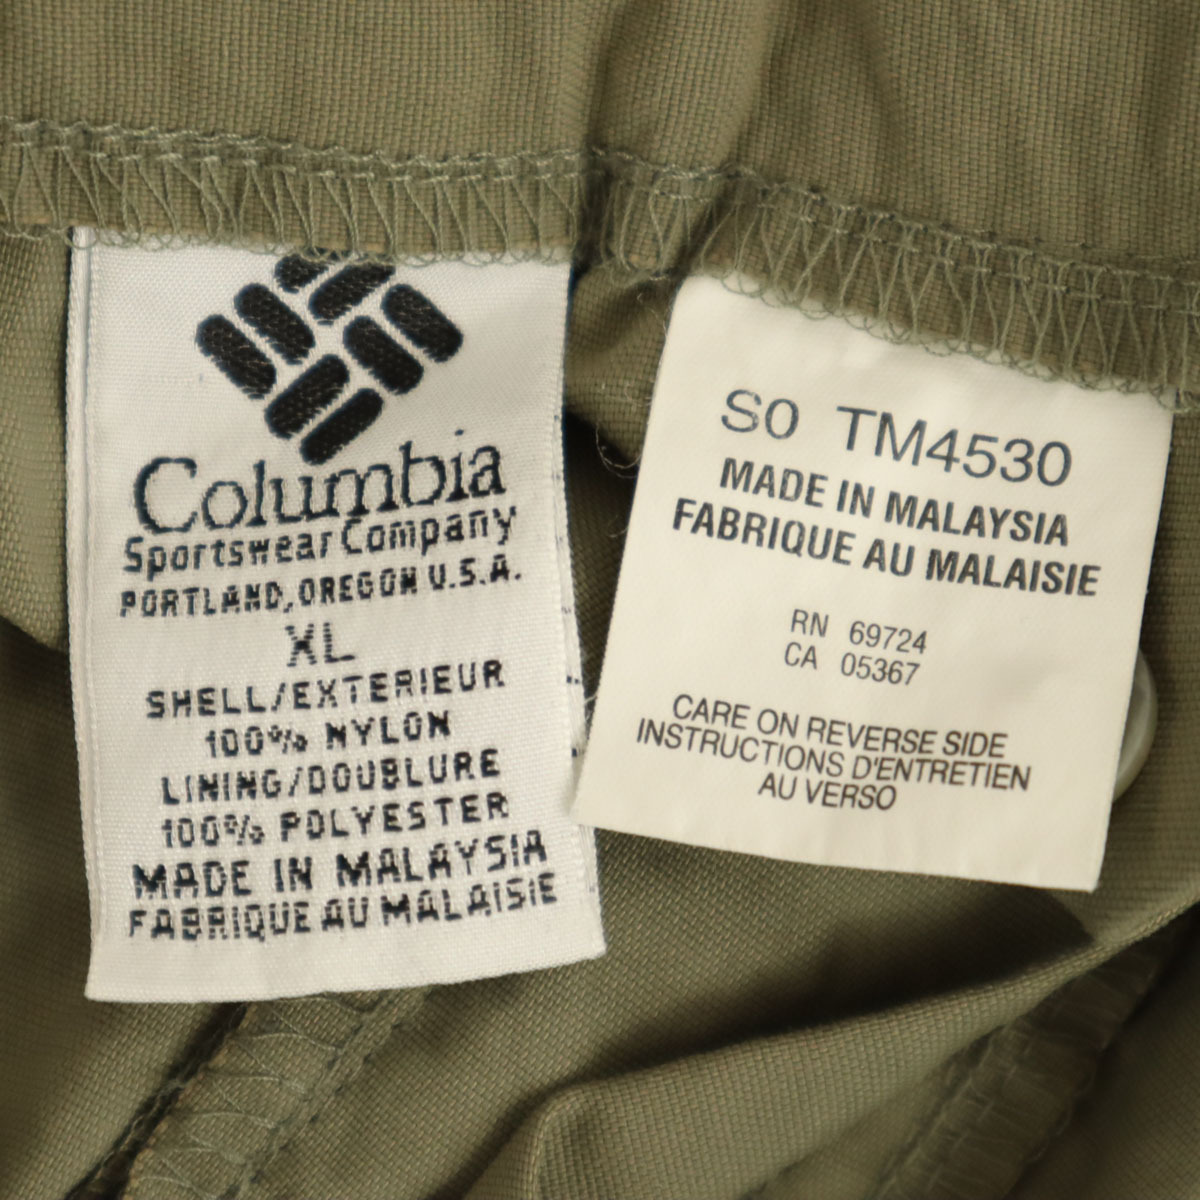 Columbia
Sportswear Company
PORTLAND, OREGON U.S.A.
XL
SHELL/EXTERIEUR
100% NYLON
LINING/DOUBLURE
100% POLYESTER
MADE IN MALAYSIA
FABRIQUE AU MALAISIE
S0 TM4530
MADE IN MALAYSIA
FABRIQUE AU MALAISIE
RN 69724
CA 05367
CARE ON REVERSE SIDE
INSTRUCTIONS D'ENTRETIEN
AU VERSO